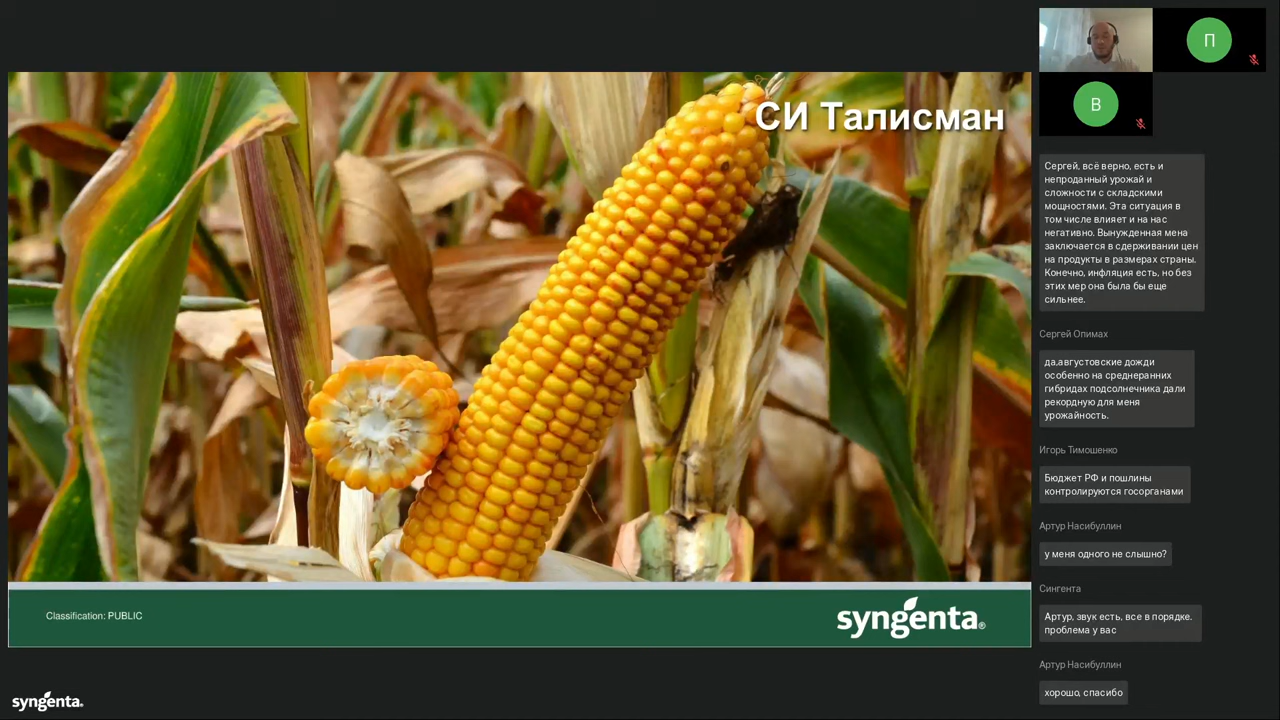 СИ Талисман
Classification: PUBLIC
syngenta®
syngenta®
П
В
Сергей, всё верно, есть и
непроданный урожай и
сложности с складскими
мощностями. Эта ситуация в
том числе влияет и на нас
негативно. Вынужденная мена
заключается в сдерживании цен
на продукты в размерах страны.
Конечно, инфляция есть, но без
этих мер она была бы еще
сильнее.
Сергей Опимах
да,августовские дожди
особенно на среднеранних
гибридах подсолнечника дали
рекордную для меня
урожайность.
Игорь Тимошенко
Бюджет РФ и пошлины
контролируются госорганами
Артур Насибуллин
у меня одного не слышно?
Сингента
Артур, звук есть, все в порядке.
проблема у вас
Артур Насибуллин
хорошо, спасибо